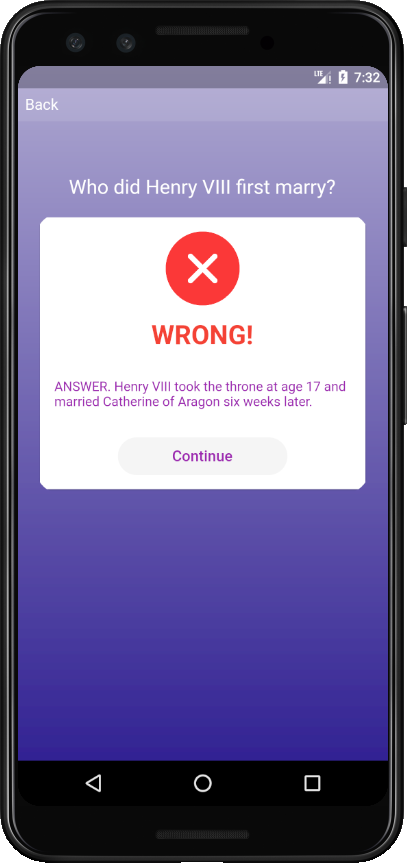 LTE 7:32
Back
Who did Henry VIII first marry?
WRONG!
ANSWER. Henry VIII took the throne at age 17 and
married Catherine of Aragon six weeks later.
Continue